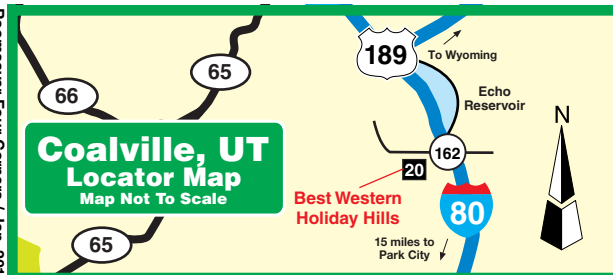 189
To Wyoming
65
66
Echo
Reservoir
N
Coalville, UT
Locator Map
Map Not To Scale
162
20
Best Western
Holiday Hills
80
65
15 miles to
Park City